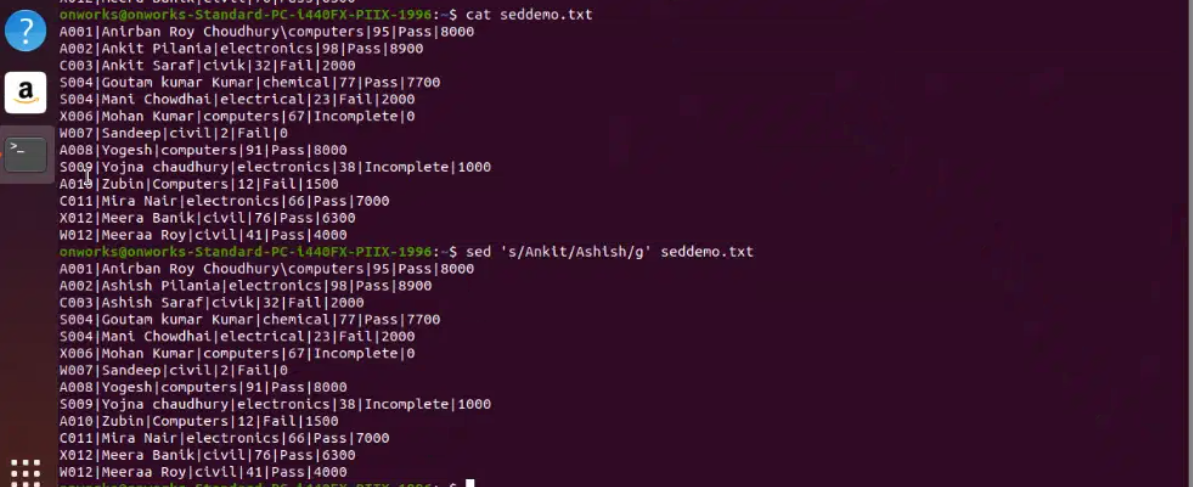 onworks@onworks-Standard-PC-i440FX-PIIX-1996:~$ cat seddemo.txt
A001|Anirban Roy Choudhury\computers|95|Pass|8000
A002|Ankit Pilania|electronics|98|Pass|8900
C003|Ankit Saraf|civik|32|Fail|2000
S004|Goutam kumar Kumar|chemical|77|Pass|7700
S004|Mani Chowdhai|electrical|23|Fail|2000
X006|Mohan Kumar|computers|67|Incomplete|0
W007|Sandeep|civil|2|Fail|0
A008|Yogesh|computers|91|Pass|8000
S009|Yojna chaudhury|electronics|38|Incomplete|1000
A010|Zubin|Computers|12|Fail|1500
C011|Mira Nair|electronics|66|Pass|7000
X012|Meera Banik|civil|76|Pass|6300
W012|Meeraa Roy|civil|41|Pass|4000
onworks@onworks-Standard-PC-i440FX-PIIX-1996:~$ sed 's/Ankit/Ashish/g' seddemo.txt
A001|Anirban Roy Choudhury\computers|95|Pass|8000
A002|Ashish Pilania|electronics|98|Pass|8900
C003|Ashish Saraf|civik|32|Fail|2000
S004|Goutam kumar Kumar|chemical|77|Pass|7700
S004|Mani Chowdhai|electrical|23|Fail|2000
X006|Mohan Kumar|computers|67|Incomplete|0
W007|Sandeep|civil|2|Fail|0
A008|Yogesh|computers|91|Pass|8000
S009|Yojna chaudhury|electronics|38|Incomplete|1000
A010|Zubin|Computers|12|Fail|1500
C011|Mira Nair|electronics|66|Pass|7000
X012|Meera Banik|civil|76|Pass|6300
W012|Meeraa Roy|civil|41|Pass|4000